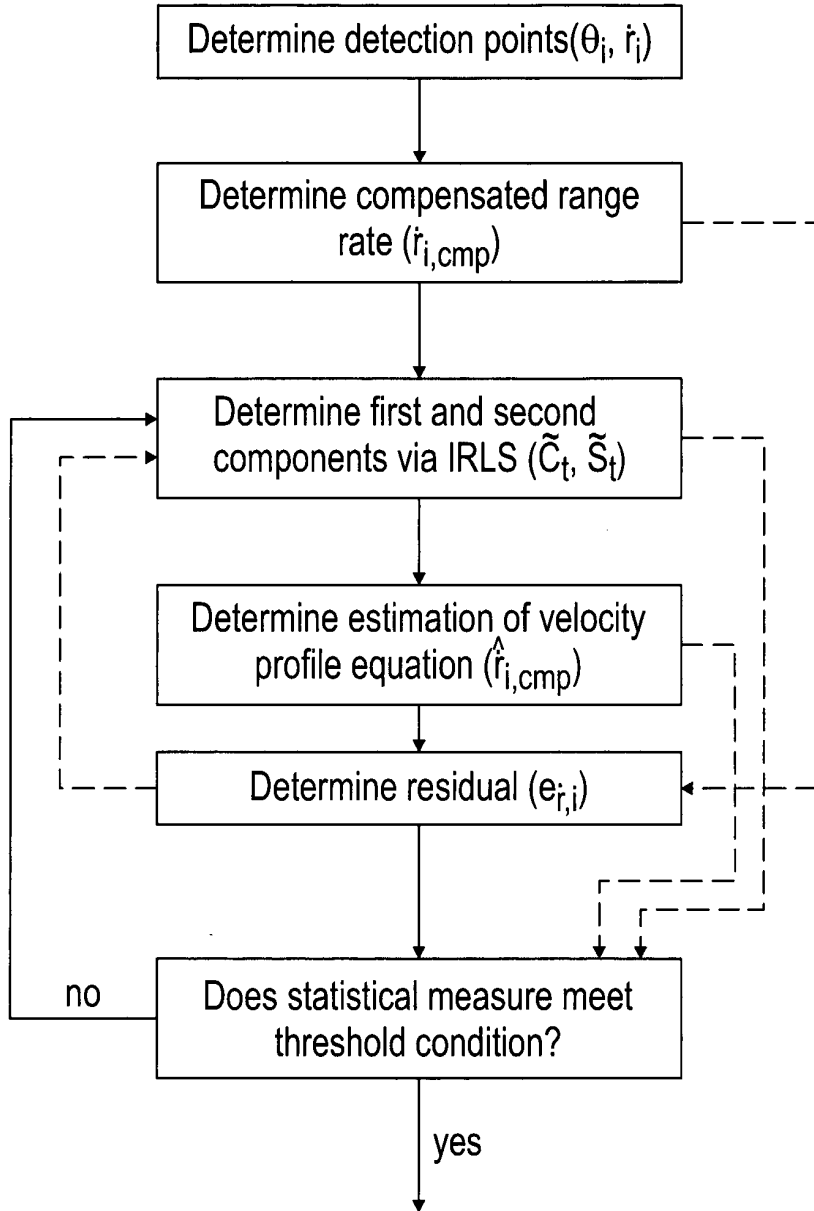 Determine detection points(θᵢ, ṙᵢ)
Determine compensated range
rate (ṙi,cmp)
Determine first and second
components via IRLS (C̃t, S̃t)
Determine estimation of velocity
profile equation (ṙ̂i,cmp)
Determine residual (eṙ,i)
no
Does statistical measure meet
threshold condition?
yes